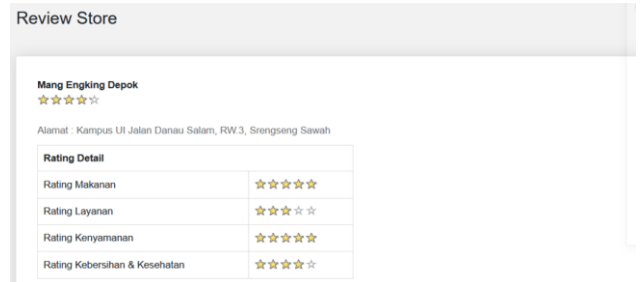 Review Store
Mang Engking Depok
Alamat : Kampus UI Jalan Danau Salam, RW.3, Srengseng Sawah
Rating Detail
Rating Makanan
Rating Layanan
Rating Kenyamanan
Rating Kebersihan & Kesehatan